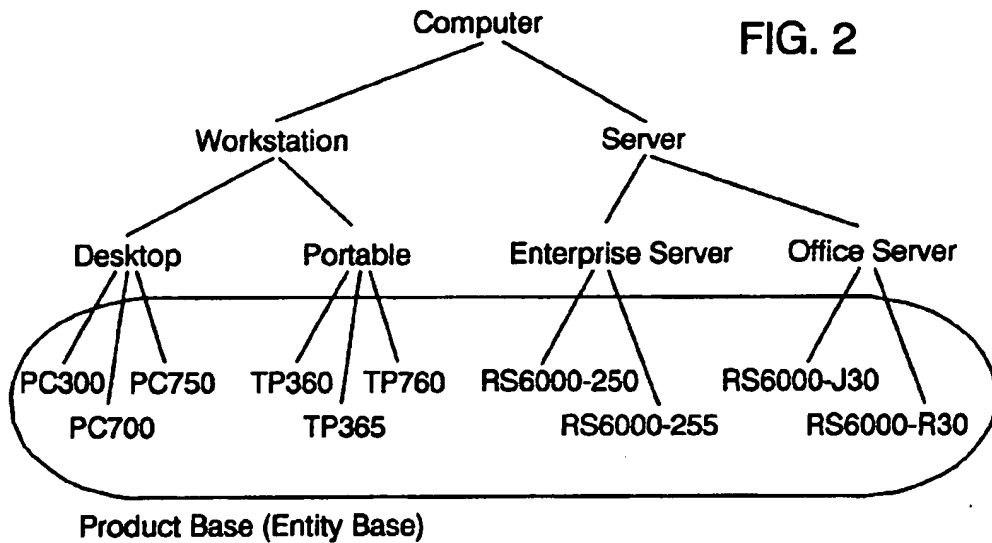 Computer
FIG. 2
Workstation
Server
Desktop
Portable
Enterprise Server
Office Server
PC300
PC750
TP360
TP760
RS6000-250
RS6000-J30
PC700
TP365
RS6000-255
RS6000-R30
Product Base (Entity Base)